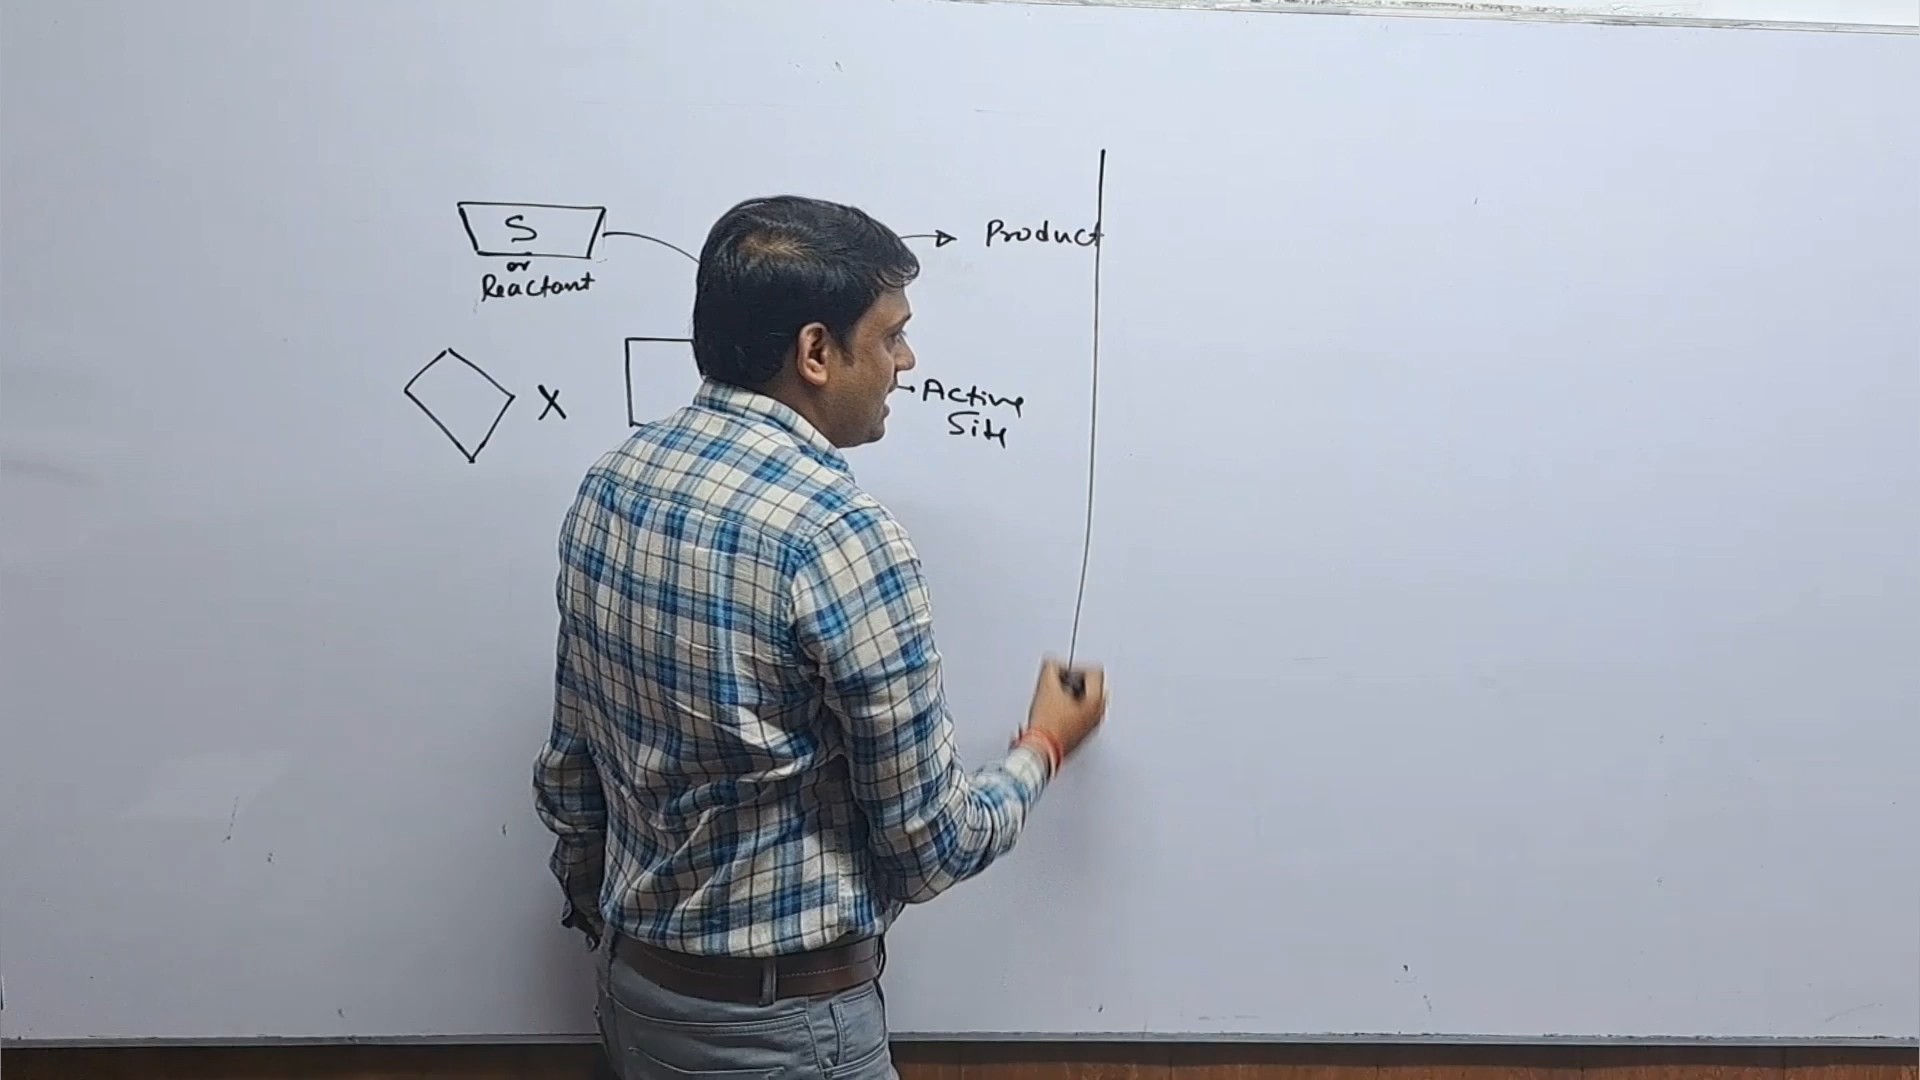 S
or
Reactant
Product
X
Active
Site